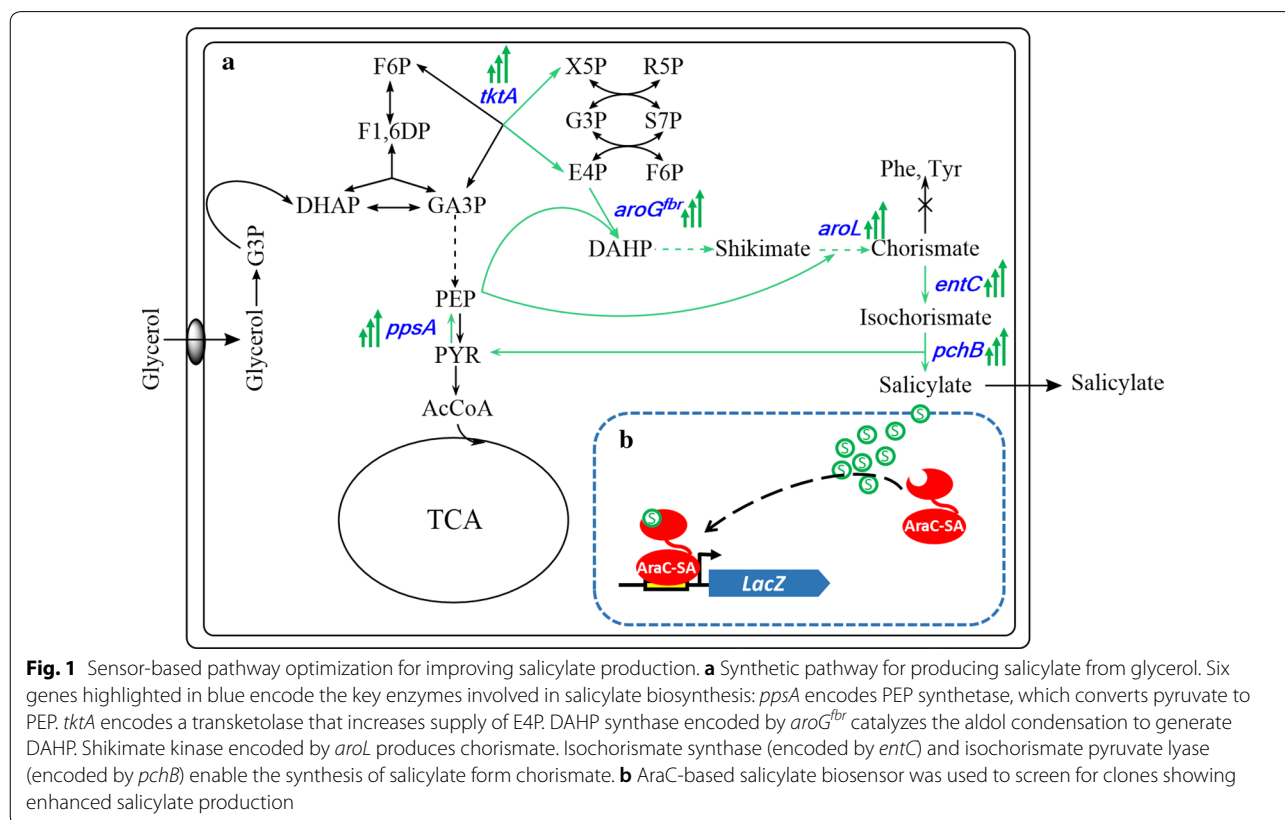 a
F6P
tktA
X5P
R5P
F1,6DP
G3P
S7P
E4P
F6P
Phe, Tyr
DHAP
GA3P
aroG^fbr
aroL
DAHP
Shikimate
Chorismate
G3P
entC
PEP
Isochorismate
ppsA
PYR
pchB
Glycerol
Glycerol
Salicylate
Salicylate
AcCoA
TCA
b
S
S
S
S
S
S
S
S
S
S
AraC-SA
AraC-SA
LacZ
Fig. 1 Sensor-based pathway optimization for improving salicylate production. a Synthetic pathway for producing salicylate from glycerol. Six
genes highlighted in blue encode the key enzymes involved in salicylate biosynthesis: ppsA encodes PEP synthetase, which converts pyruvate to
PEP. tktA encodes a transketolase that increases supply of E4P. DAHP synthase encoded by aroG^fbr catalyzes the aldol condensation to generate
DAHP. Shikimate kinase encoded by aroL produces chorismate. Isochorismate synthase (encoded by entC) and isochorismate pyruvate lyase
(encoded by pchB) enable the synthesis of salicylate form chorismate. b AraC-based salicylate biosensor was used to screen for clones showing
enhanced salicylate production